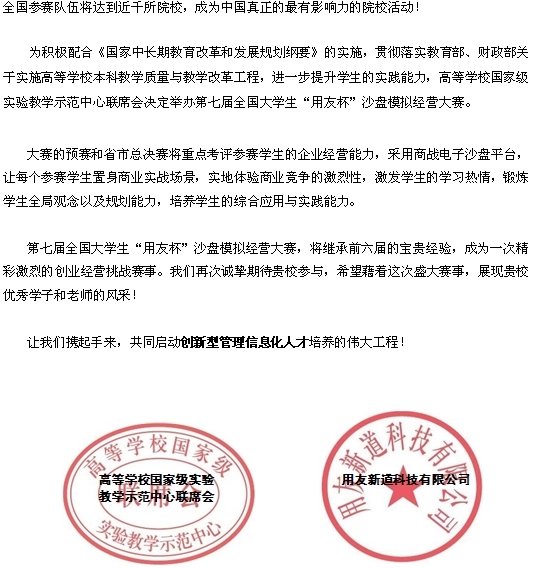 全国参赛队伍将达到近千所院校，成为中国真正的最有影响力的院校活动！
为积极配合《国家中长期教育改革和发展规划纲要》的实施，贯彻落实教育部、财政部关
于实施高等学校本科教学质量与教学改革工程，进一步提升学生的实践能力，高等学校国家级
实验教学示范中心联席会决定举办第七届全国大学生“用友杯”沙盘模拟经营大赛。
大赛的预赛和省市总决赛将重点考评参赛学生的企业经营能力，采用商战电子沙盘平台，
让每个参赛学生置身商业实战场景，实地体验商业竞争的激烈性，激发学生的学习热情，锻炼
学生全局观念以及规划能力，培养学生的综合应用与实践能力。
第七届全国大学生“用友杯”沙盘模拟经营大赛，将继承前六届的宝贵经验，成为一次精
彩激烈的创业经营挑战赛事。我们再次诚挚期待贵校参与，希望藉着这次盛大赛事，展现贵校
优秀学子和老师的风采！
让我们携起手来，共同启动创新型管理信息化人才培养的伟大工程！
高等学校国家级
高等学校国家级实验
教学示范中心联席会
联席会
实验教学示范中心
用友新道科技有限公司
用友新道科技有限公司